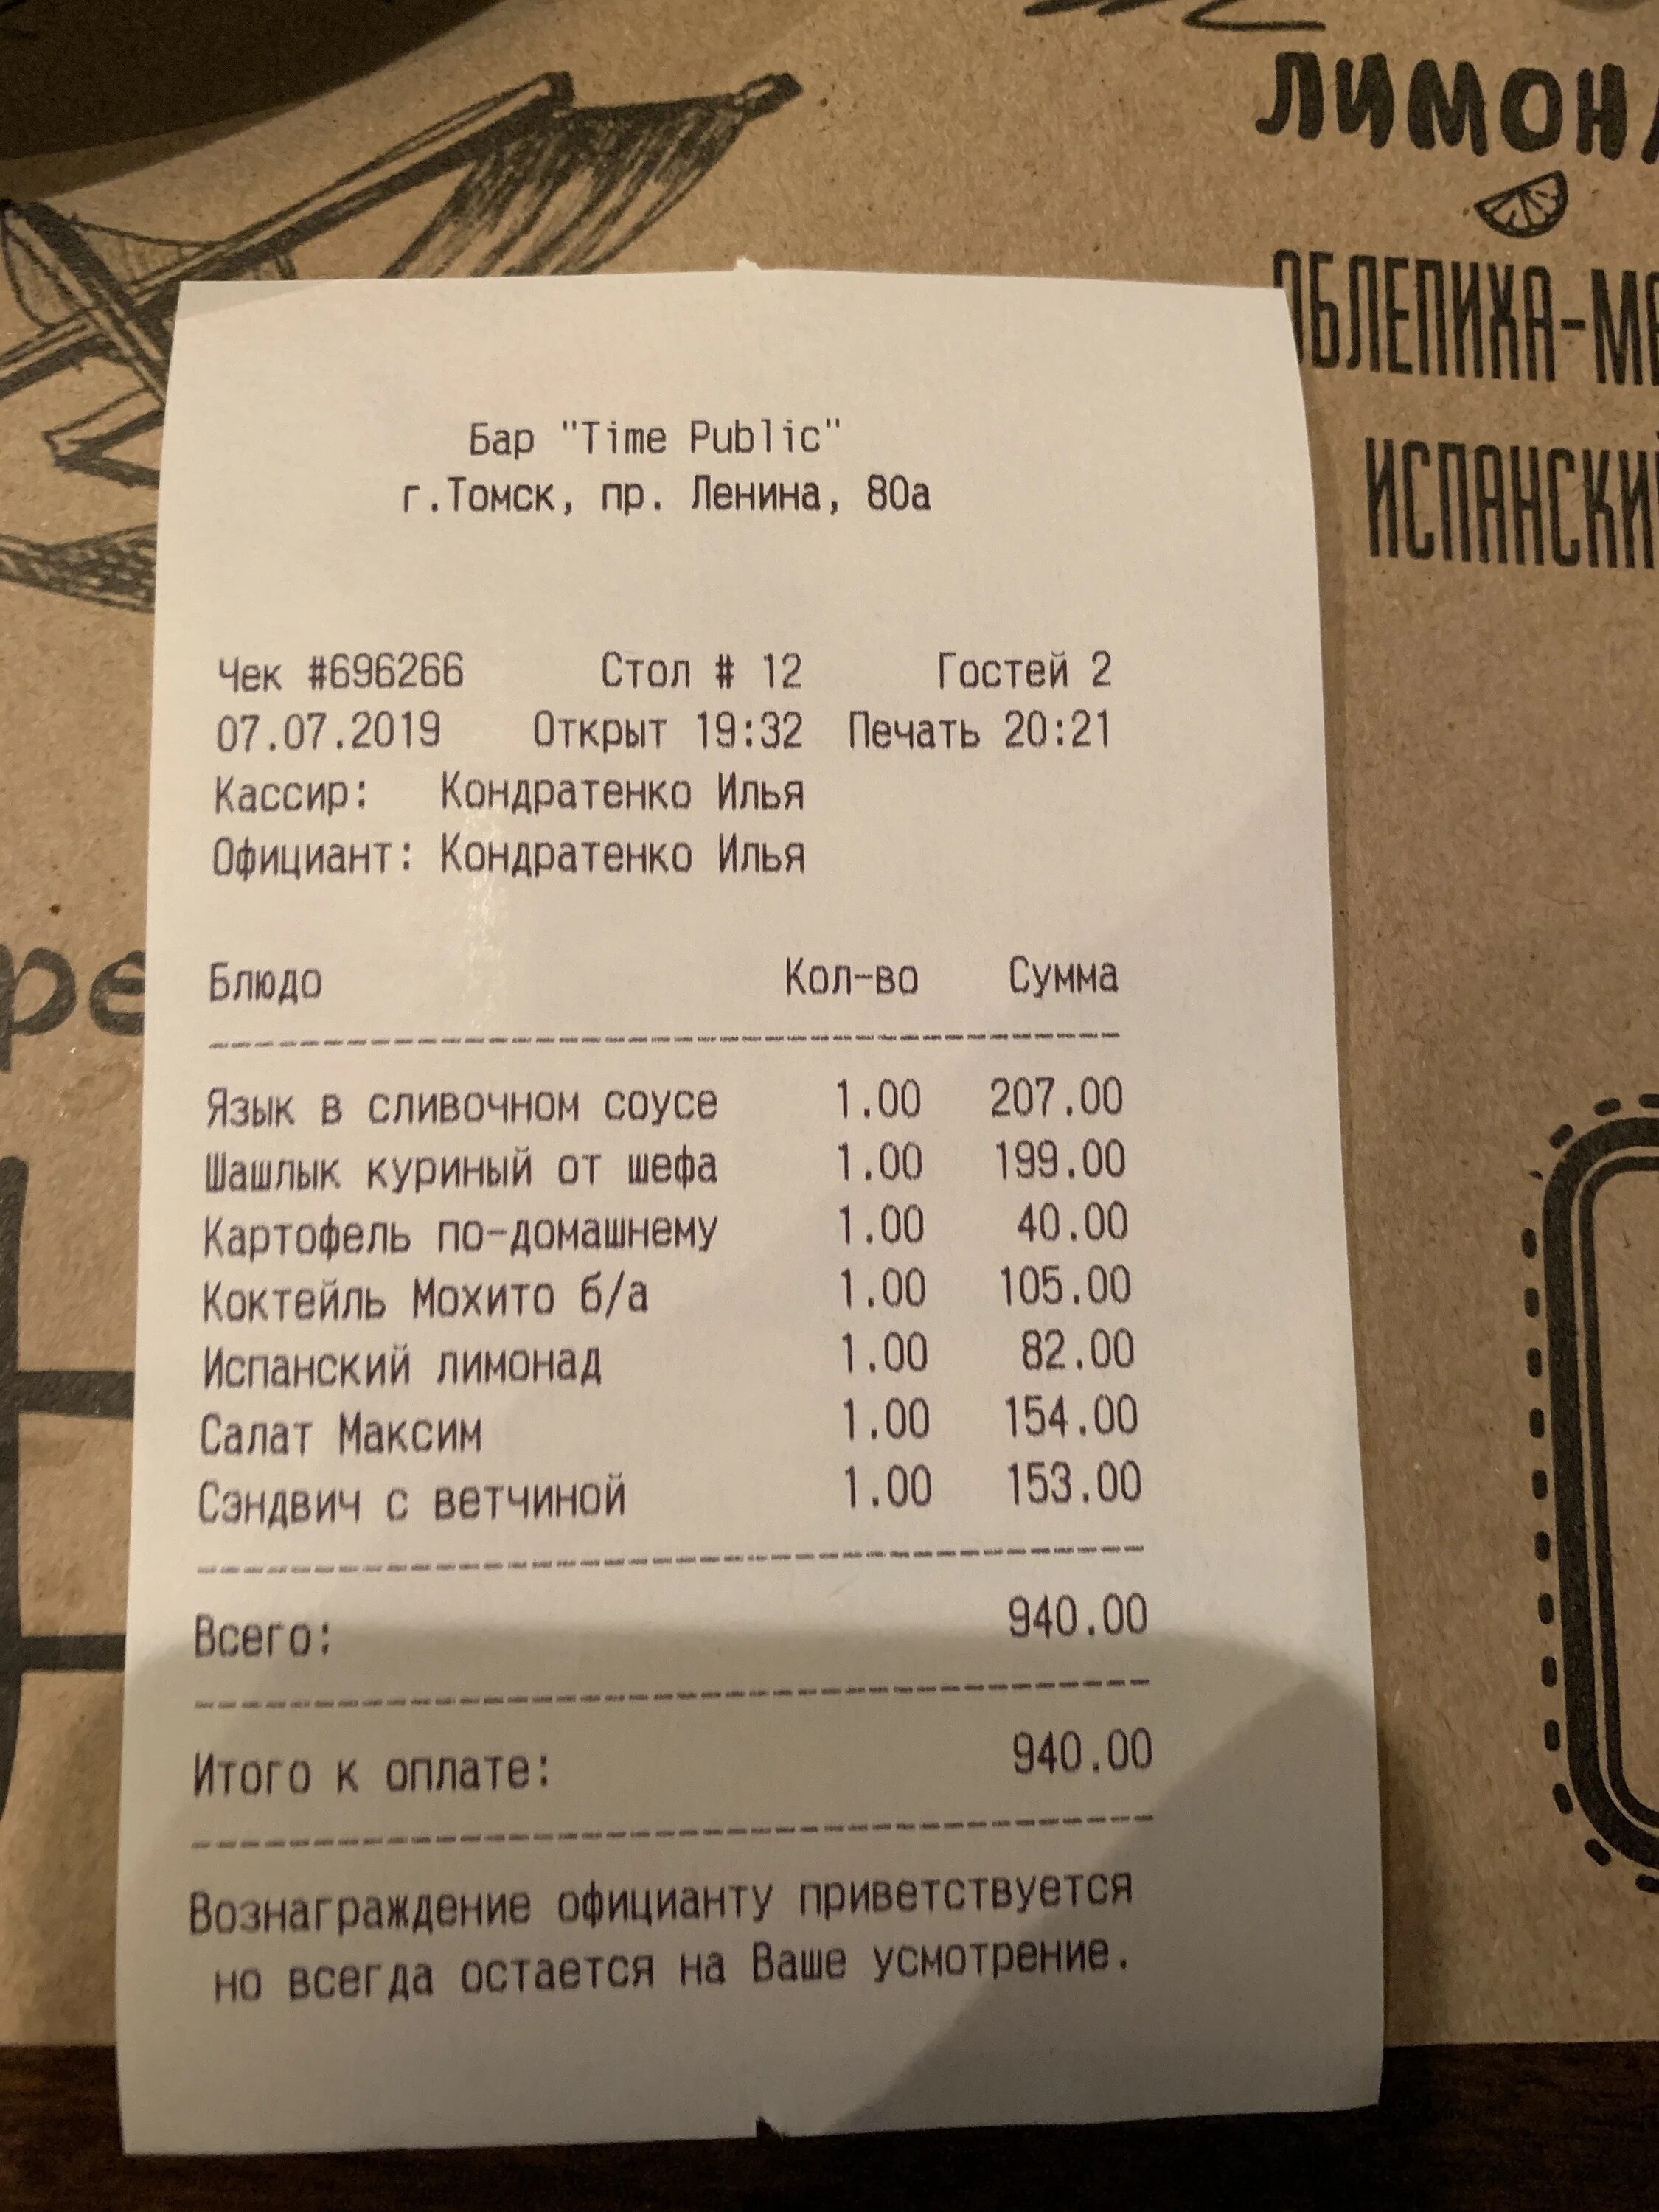 ЛИМОН
ОБЛЕПИХА-М
ИСПАНСКИЙ
Бар "Time Public"
г.Томск, пр. Ленина, 80а
Чек #696266 Стол # 12 Гостей 2
07.07.2019 Открыт 19:32 Печать 20:21
Кассир: Кондратенко Илья
Официант: Кондратенко Илья
ре
Блюдо Кол-во Сумма
Язык в сливочном соусе 1.00 207.00
Шашлык куриный от шефа 1.00 199.00
Картофель по-домашнему 1.00 40.00
Коктейль Мохито б/а 1.00 105.00
Испанский лимонад 1.00 82.00
Салат Максим 1.00 154.00
Сэндвич с ветчиной 1.00 153.00
Всего: 940.00
Итого к оплате: 940.00
Вознаграждение официанту приветствуется
но всегда остается на Ваше усмотрение.